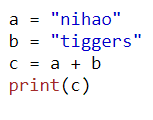 a = "nihao"
b = "tiggers"
c = a + b
print(c)